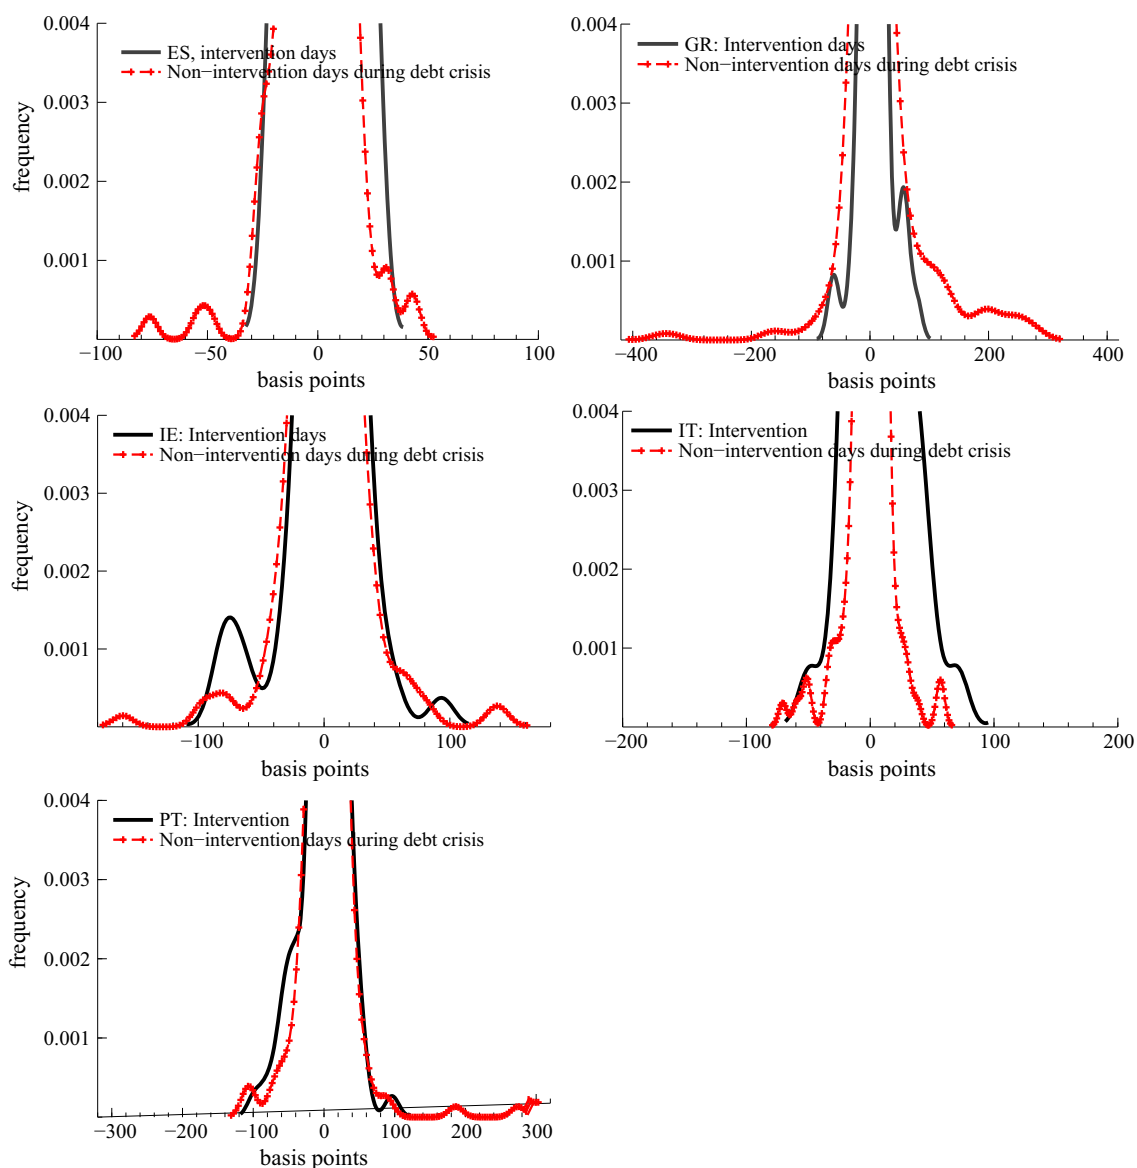 0.004
ES, intervention days
Non−intervention days during debt crisis
0.003
frequency
0.002
0.001
−100 −50 0 50 100
basis points
0.004
GR: Intervention days
Non−intervention days during debt crisis
0.003
0.002
0.001
−400 −200 0 200 400
basis points
0.004
IE: Intervention days
Non−intervention days during debt crisis
0.003
frequency
0.002
0.001
−100 0 100
basis points
0.004
IT: Intervention
Non−intervention days during debt crisis
0.003
0.002
0.001
−200 −100 0 100 200
basis points
0.004
PT: Intervention
Non−intervention days during debt crisis
0.003
frequency
0.002
0.001
−300 −200 −100 0 100 200 300
basis points